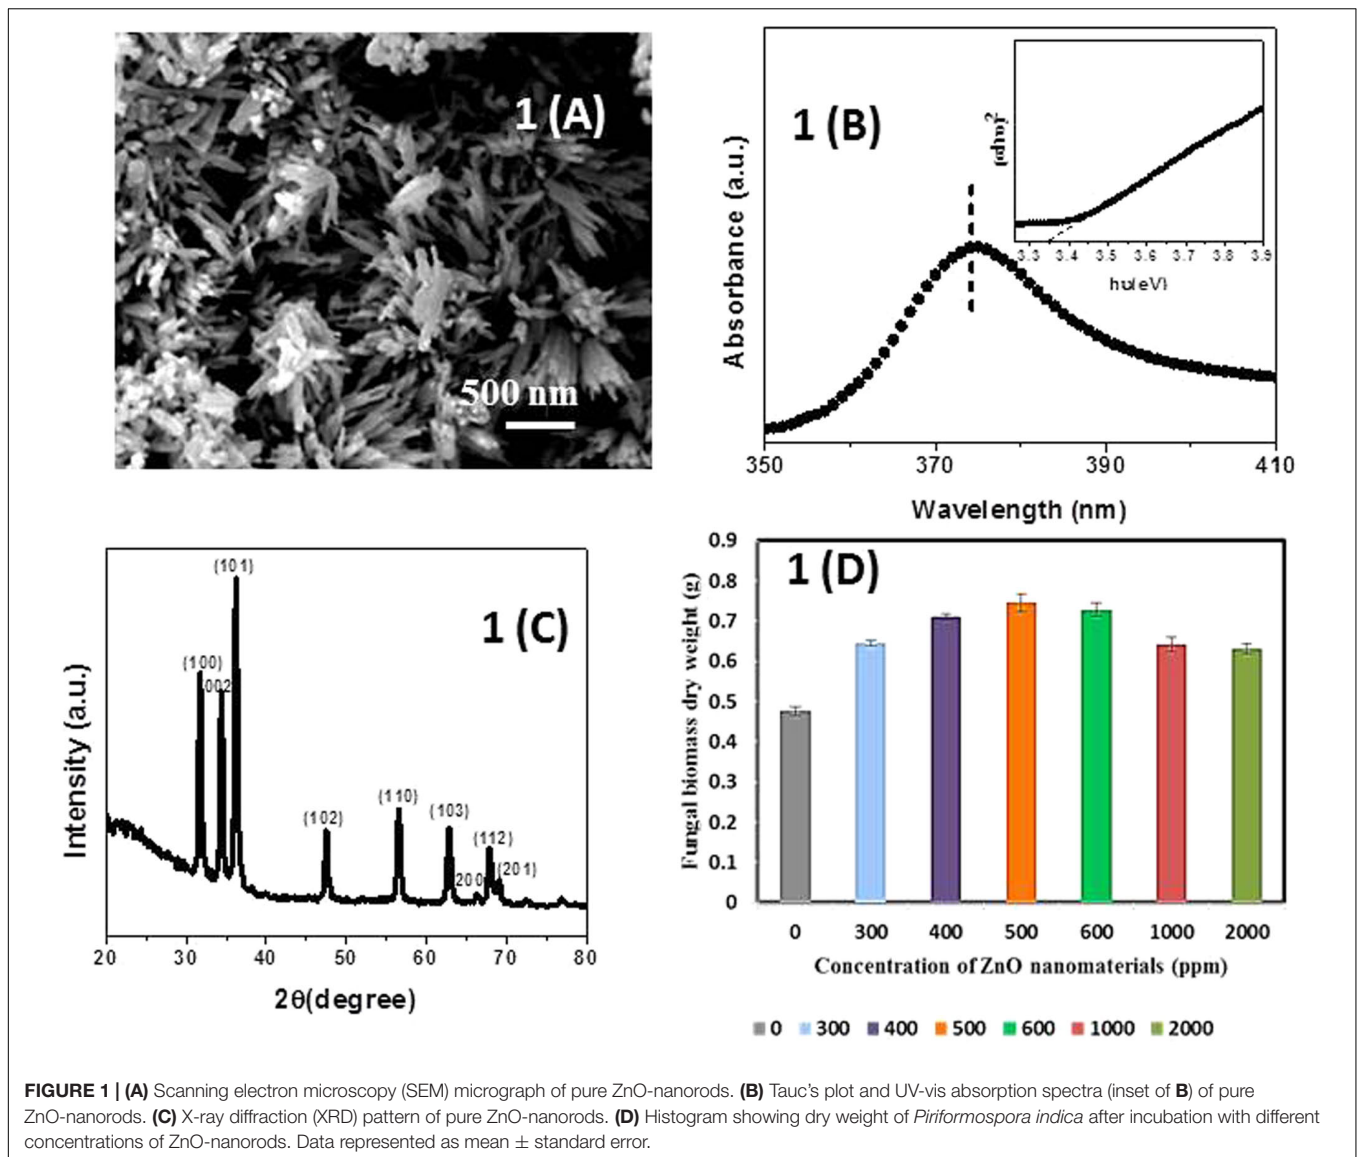 1 (A)
500 nm
1 (B)
Absorbance (a.u.)
350
370
390
410
Wavelength (nm)
(αhυ)²
3.3
3.4
3.5
3.6
3.7
3.8
3.9
hυ(eV)
1 (C)
Intensity (a.u.)
(100)
002
(101)
(102)
(110)
(103)
200
(112)
(201)
20
30
40
50
60
70
80
2θ(degree)
1 (D)
Fungal biomass dry weight (g)
0.9
0.8
0.7
0.6
0.5
0.4
0.3
0.2
0.1
0
0 300 400 500 600 1000 2000
Concentration of ZnO nanomaterials (ppm)
0 300 400 500 600 1000 2000
FIGURE 1 | (A) Scanning electron microscopy (SEM) micrograph of pure ZnO-nanorods. (B) Tauc's plot and UV-vis absorption spectra (inset of B) of pure
ZnO-nanorods. (C) X-ray diffraction (XRD) pattern of pure ZnO-nanorods. (D) Histogram showing dry weight of Piriformospora indica after incubation with different
concentrations of ZnO-nanorods. Data represented as mean ± standard error.